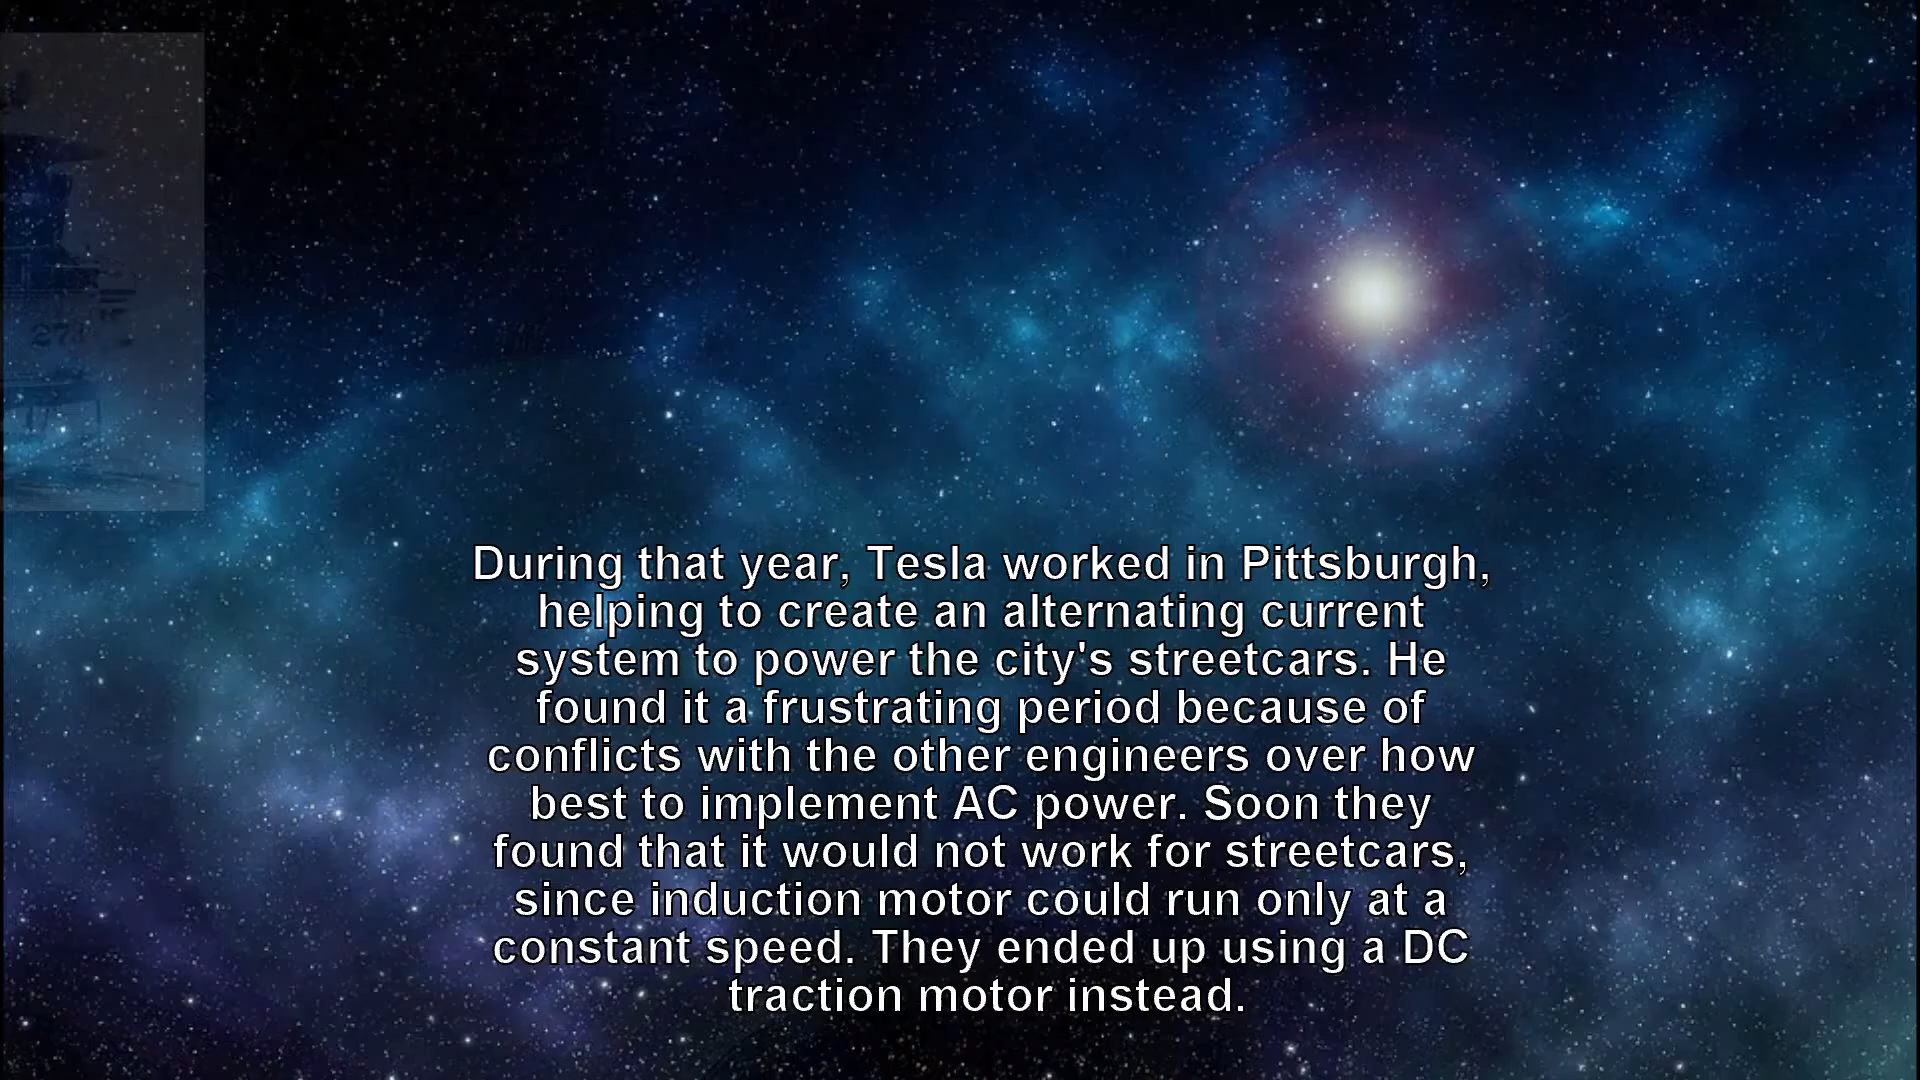 During that year, Tesla worked in Pittsburgh,
helping to create an alternating current
system to power the city's streetcars. He
found it a frustrating period because of
conflicts with the other engineers over how
best to implement AC power. Soon they
found that it would not work for streetcars,
since induction motor could run only at a
constant speed. They ended up using a DC
traction motor instead.